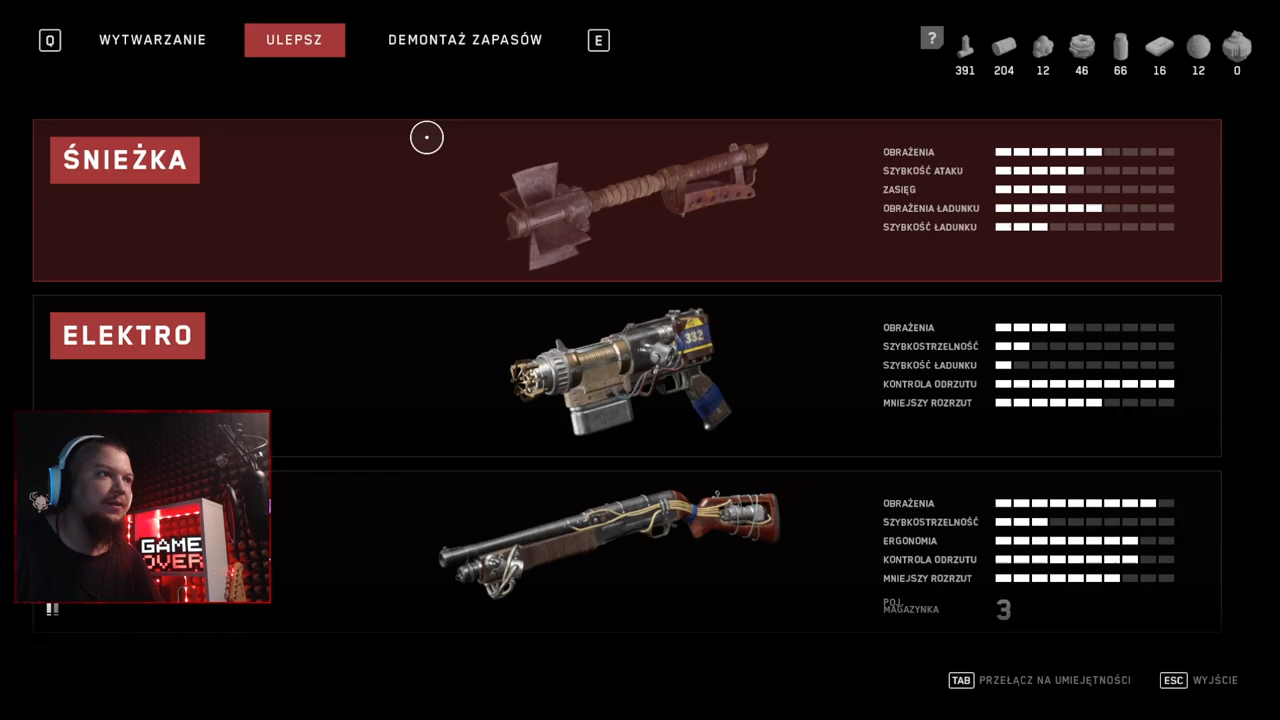 Q WYTWARZANIE ULEPSZ DEMONTAŻ ZAPASÓW E
?
391 204 12 46 66 16 12 0
ŚNIEŻKA
OBRAŻENIA
SZYBKOŚĆ ATAKU
ZASIĘG
OBRAŻENIA ŁADUNKU
SZYBKOŚĆ ŁADUNKU
ELEKTRO
332
OBRAŻENIA
SZYBKOSTRZELNOŚĆ
SZYBKOŚĆ ŁADUNKU
KONTROLA ODRZUTU
MNIEJSZY ROZRZUT
GAME
OVER
OBRAŻENIA
SZYBKOSTRZELNOŚĆ
ERGONOMIA
KONTROLA ODRZUTU
MNIEJSZY ROZRZUT
POJ.
MAGAZYNKA 3
TAB PRZEŁĄCZ NA UMIEJĘTNOŚCI ESC WYJŚCIE